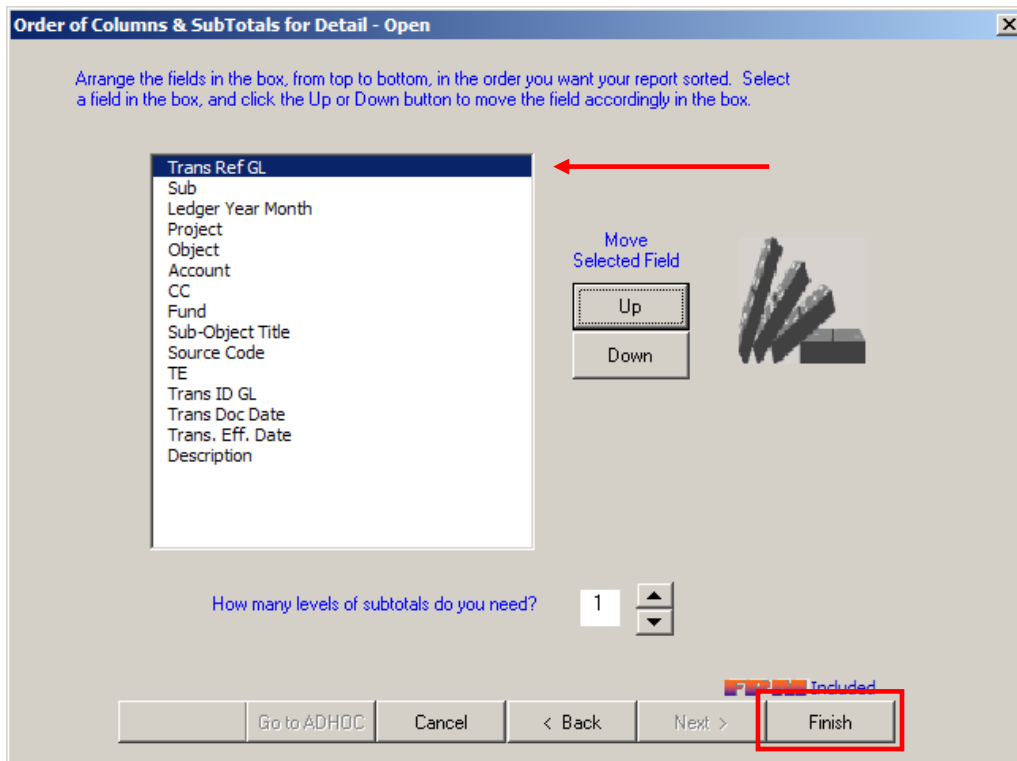 Order of Columns & SubTotals for Detail - Open
Arrange the fields in the box, from top to bottom, in the order you want your report sorted. Select
a field in the box, and click the Up or Down button to move the field accordingly in the box.
Trans Ref GL
Sub
Ledger Year Month
Project
Object
Account
CC
Fund
Sub-Object Title
Source Code
TE
Trans ID GL
Trans Doc Date
Trans. Eff. Date
Description
Move
Selected Field
Up
Down
How many levels of subtotals do you need?
1
Included
Go to ADHOC
Cancel
< Back
Next >
Finish